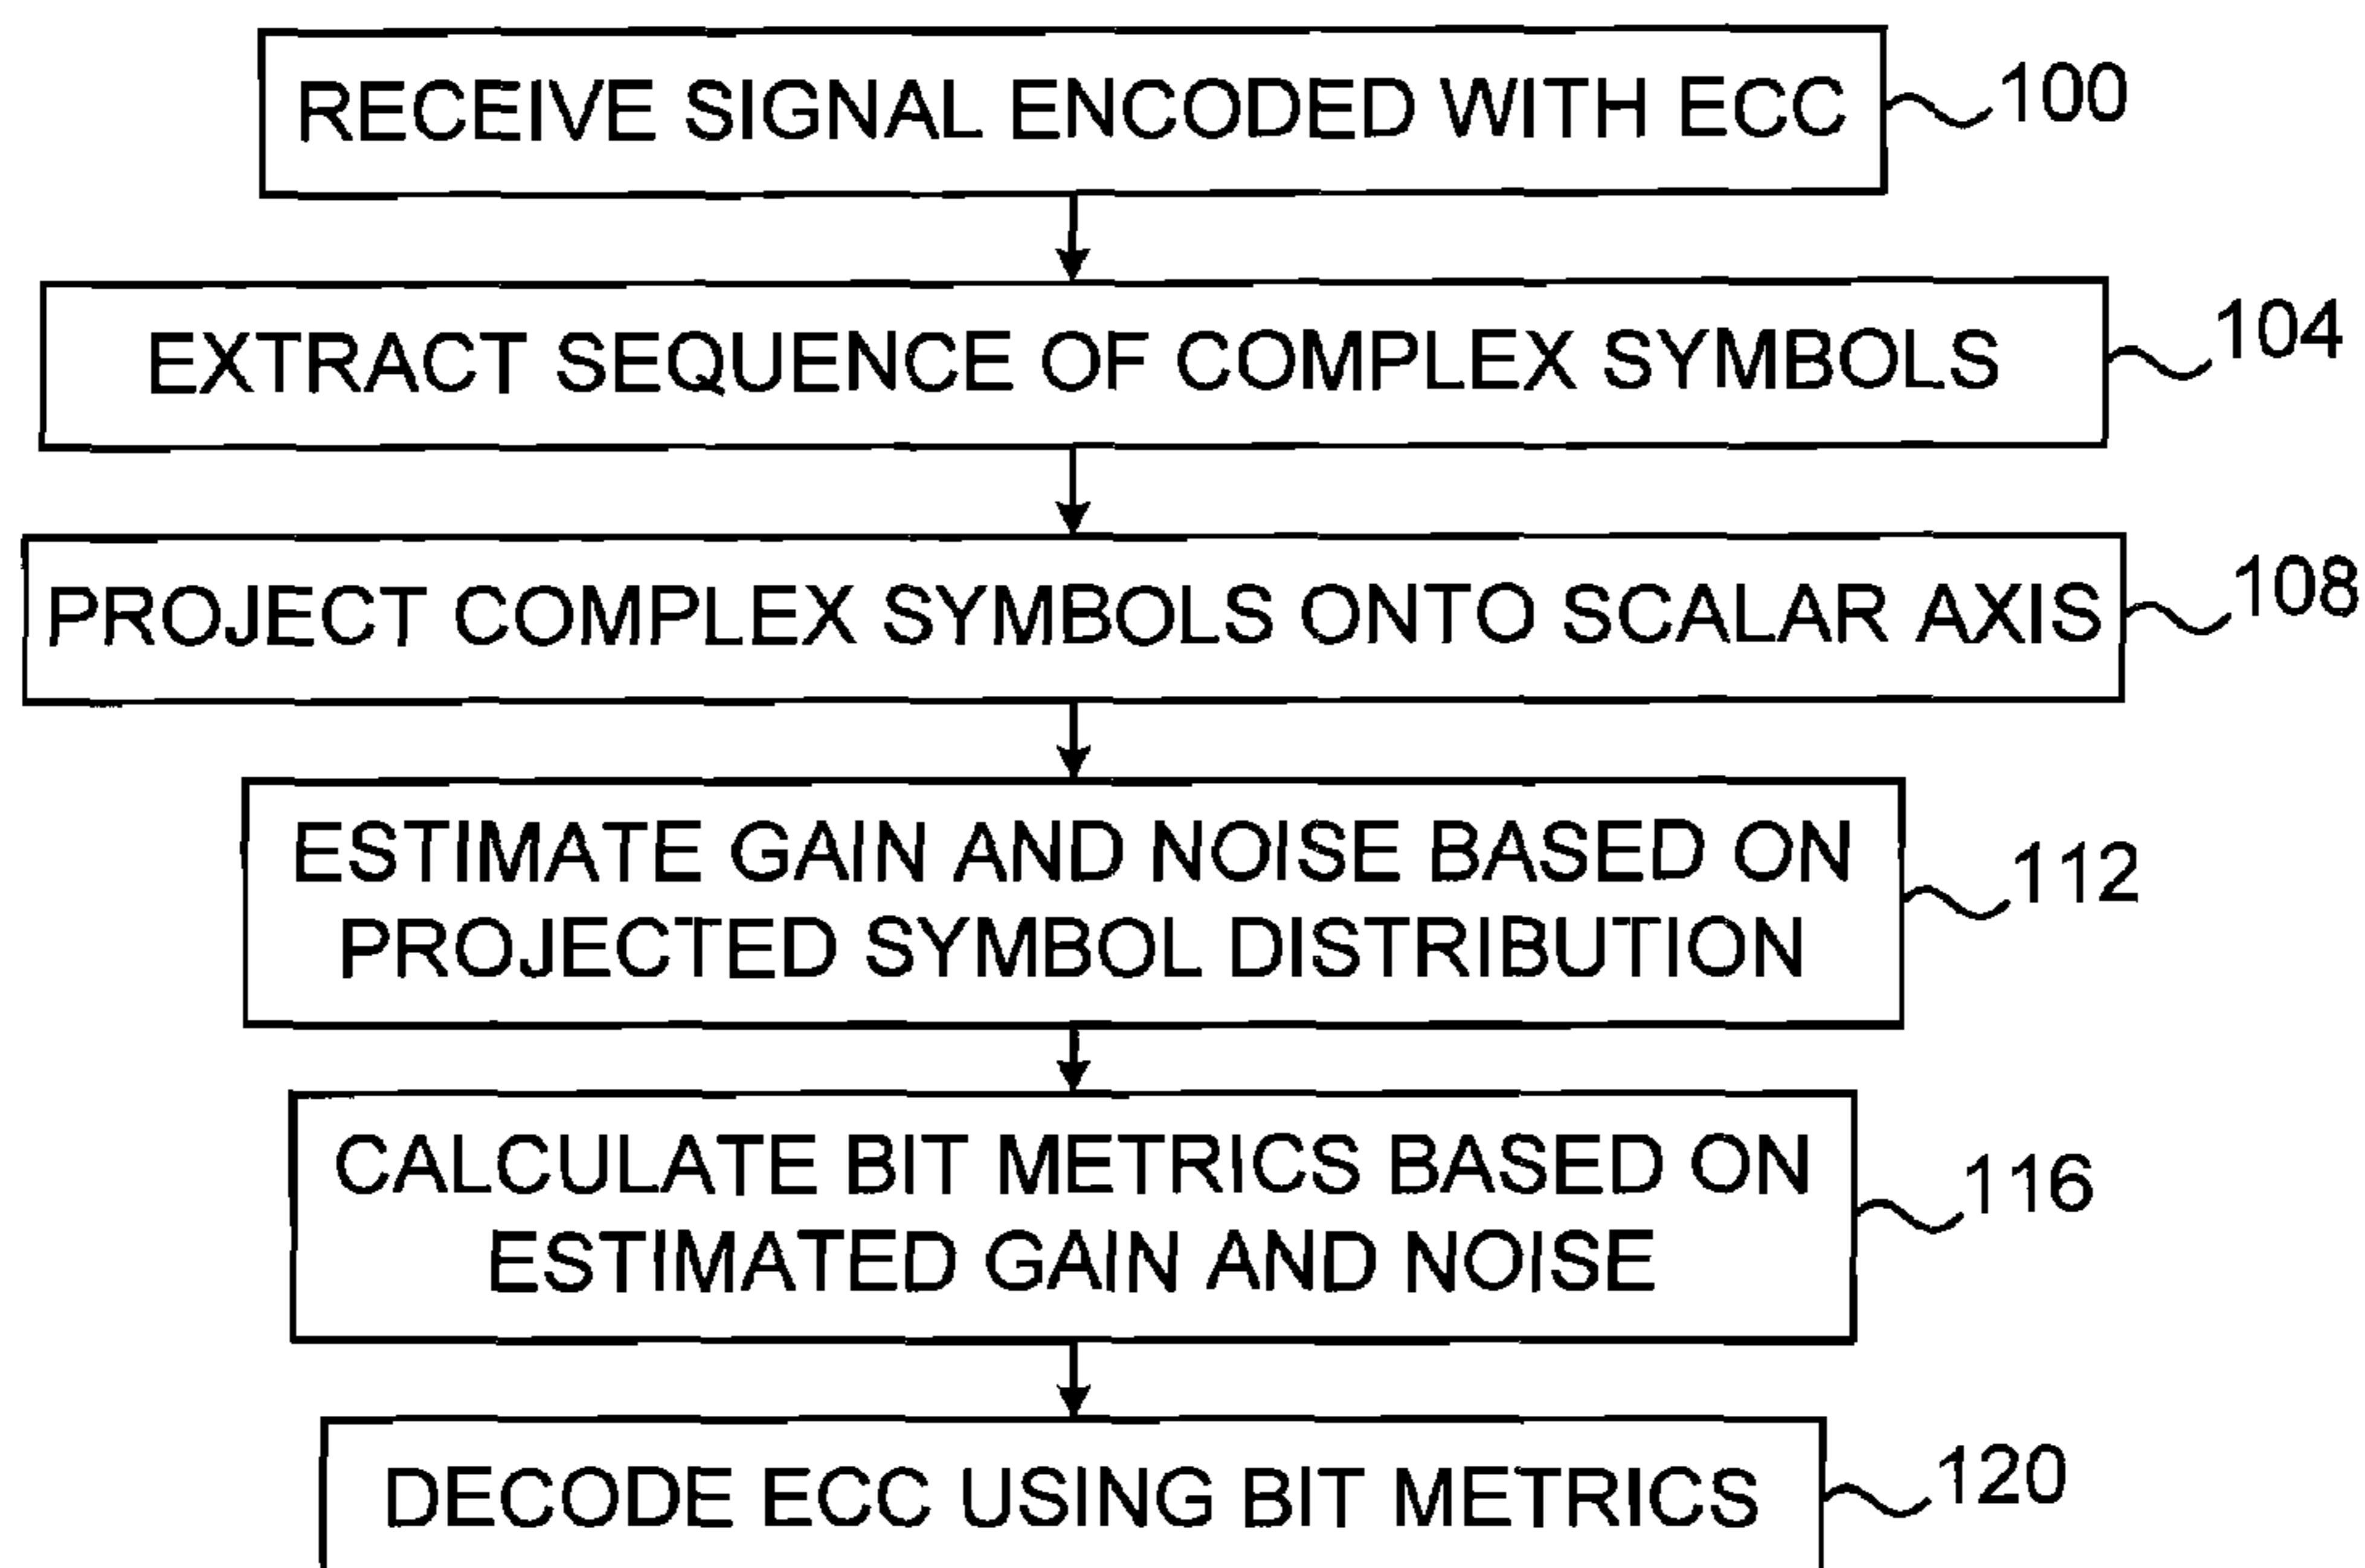 RECEIVE SIGNAL ENCODED WITH ECC
100
EXTRACT SEQUENCE OF COMPLEX SYMBOLS
104
PROJECT COMPLEX SYMBOLS ONTO SCALAR AXIS
108
ESTIMATE GAIN AND NOISE BASED ON
PROJECTED SYMBOL DISTRIBUTION
112
CALCULATE BIT METRICS BASED ON
ESTIMATED GAIN AND NOISE
116
DECODE ECC USING BIT METRICS
120